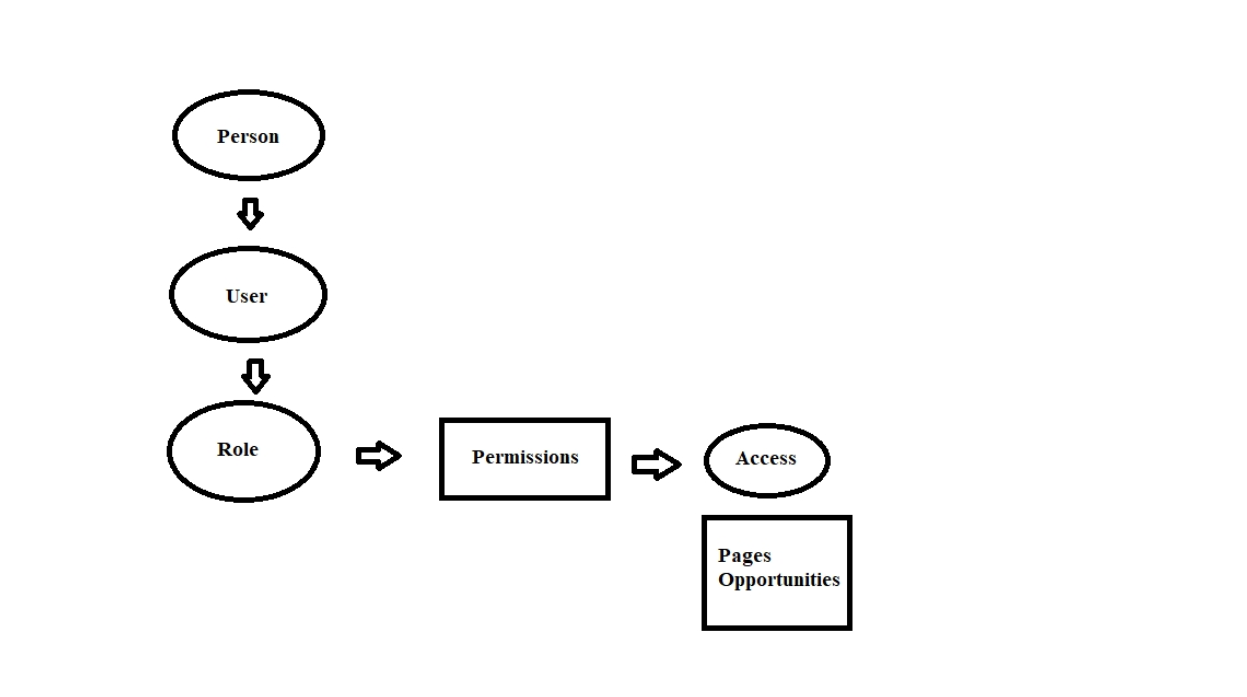 Person
User
Role
Permissions
Access
Pages
Opportunities